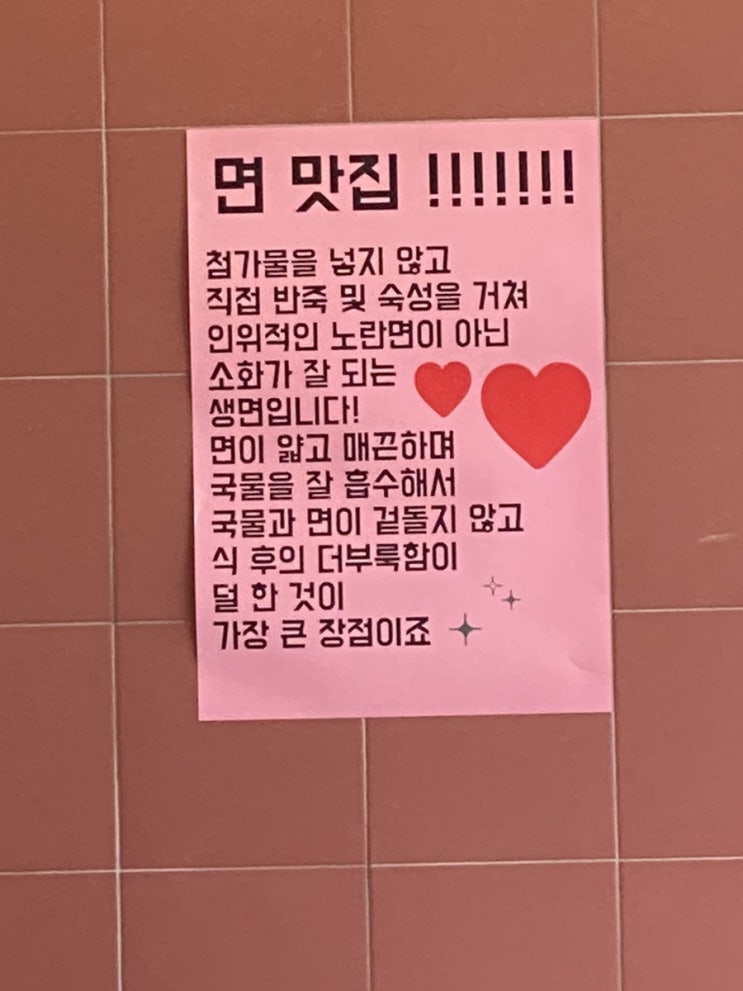 면 맛집 !!!!!!!
첨가물을 넣지 않고
직접 반죽 및 숙성을 거쳐
인위적인 노란면이 아닌
소화가 잘 되는
생면입니다!
면이 얇고 매끈하며
국물을 잘 흡수해서
국물과 면이 겉돌지 않고
식 후의 더부룩함이
덜 한 것이
가장 큰 장점이죠